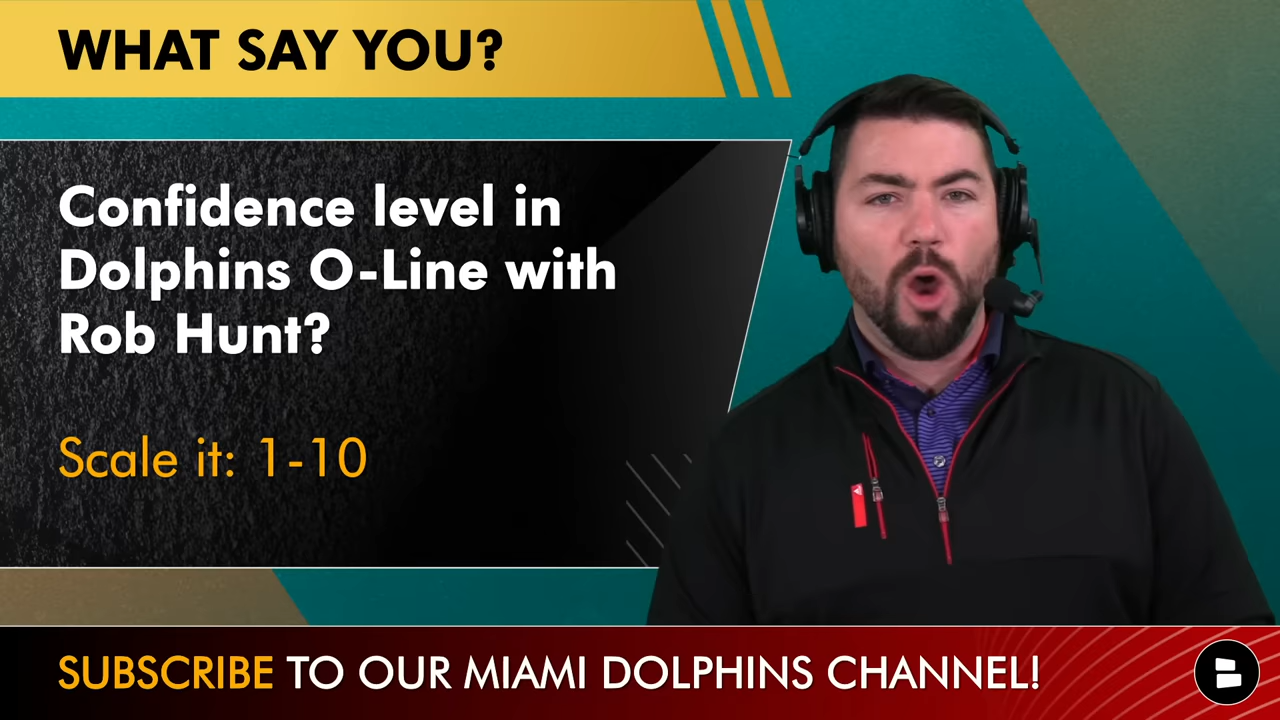 WHAT SAY YOU?
Confidence level in
Dolphins O-Line with
Rob Hunt?
Scale it: 1-10
SUBSCRIBE TO OUR MIAMI DOLPHINS CHANNEL!